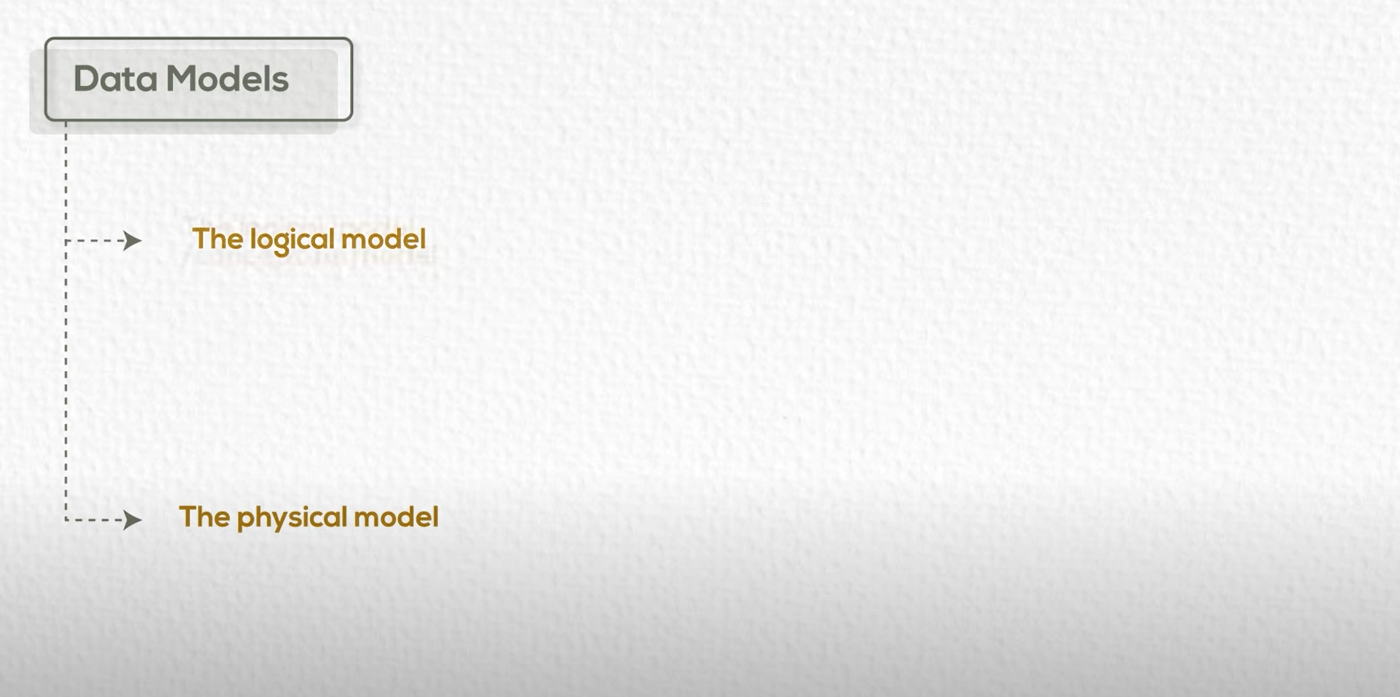 Data Models
The logical model
The physical model